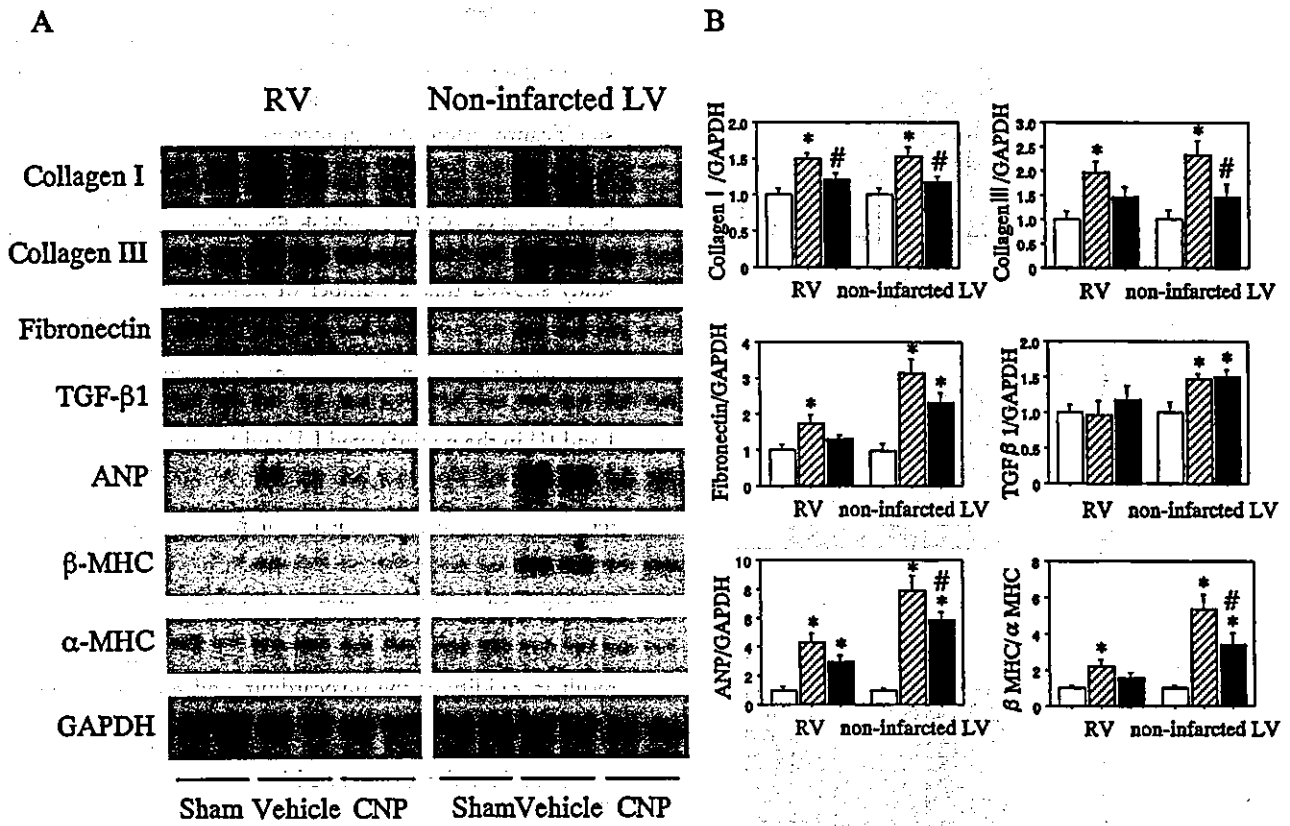 A
RV Non-infarcted LV
Collagen I
Collagen III
Fibronectin
TGF-β1
ANP
β-MHC
α-MHC
GAPDH
Sham Vehicle CNP
ShamVehicle CNP
B
Collagen I /GAPDH
2.0
1.5
1.0
0.5
0
* # * #
RV non-infarcted LV
Collagen III /GAPDH
3.0
2.5
2.0
1.5
1.0
0.5
0
* * #
RV non-infarcted LV
Fibronectin/GAPDH
4
3
2
1
0
* * *
RV non-infarcted LV
TGF β 1/GAPDH
2.0
1.5
1.0
0.5
0
* *
RV non-infarcted LV
ANP/GAPDH
10
8
6
4
2
0
* * * # *
RV non-infarcted LV
β MHC/α MHC
8
6
4
2
0
* * # *
RV non-infarcted LV